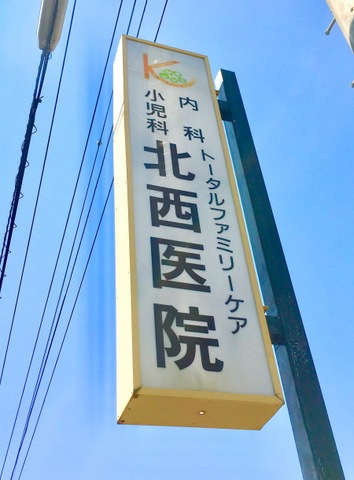 内科
小児科
トータルファミリーケア
北西医院